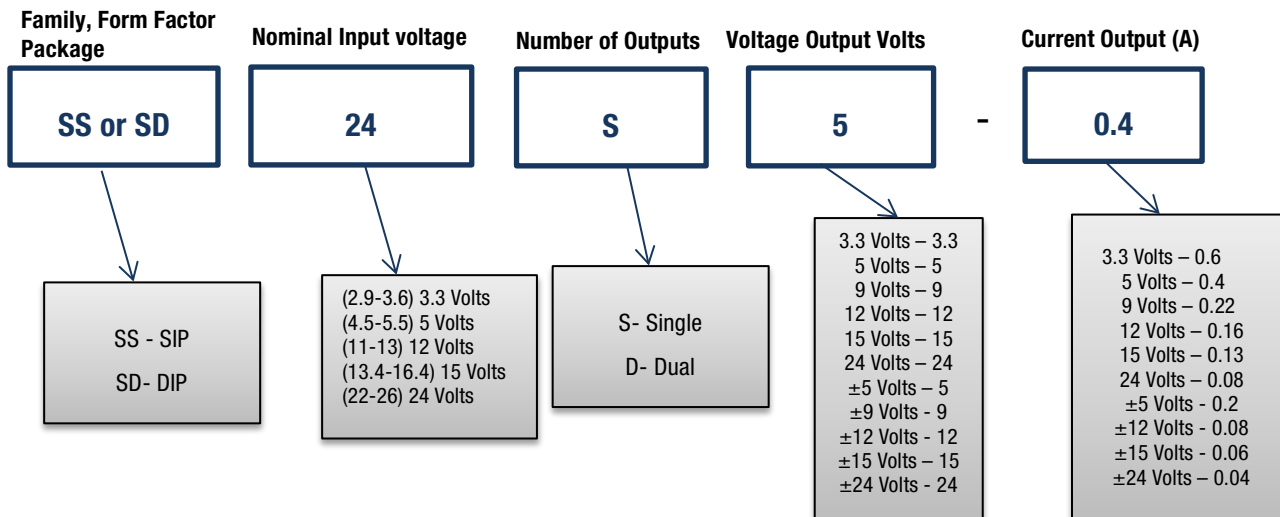 Family, Form Factor
Package
Nominal Input voltage
Number of Outputs
Voltage Output Volts
Current Output (A)
SS or SD
24
S
5
-
0.4
SS - SIP
SD- DIP
(2.9-3.6) 3.3 Volts
(4.5-5.5) 5 Volts
(11-13) 12 Volts
(13.4-16.4) 15 Volts
(22-26) 24 Volts
S- Single
D- Dual
3.3 Volts – 3.3
5 Volts – 5
9 Volts – 9
12 Volts – 12
15 Volts – 15
24 Volts – 24
±5 Volts – 5
±9 Volts - 9
±12 Volts - 12
±15 Volts – 15
±24 Volts - 24
3.3 Volts – 0.6
5 Volts – 0.4
9 Volts – 0.22
12 Volts – 0.16
15 Volts – 0.13
24 Volts – 0.08
±5 Volts - 0.2
±12 Volts - 0.08
±15 Volts - 0.06
±24 Volts - 0.04